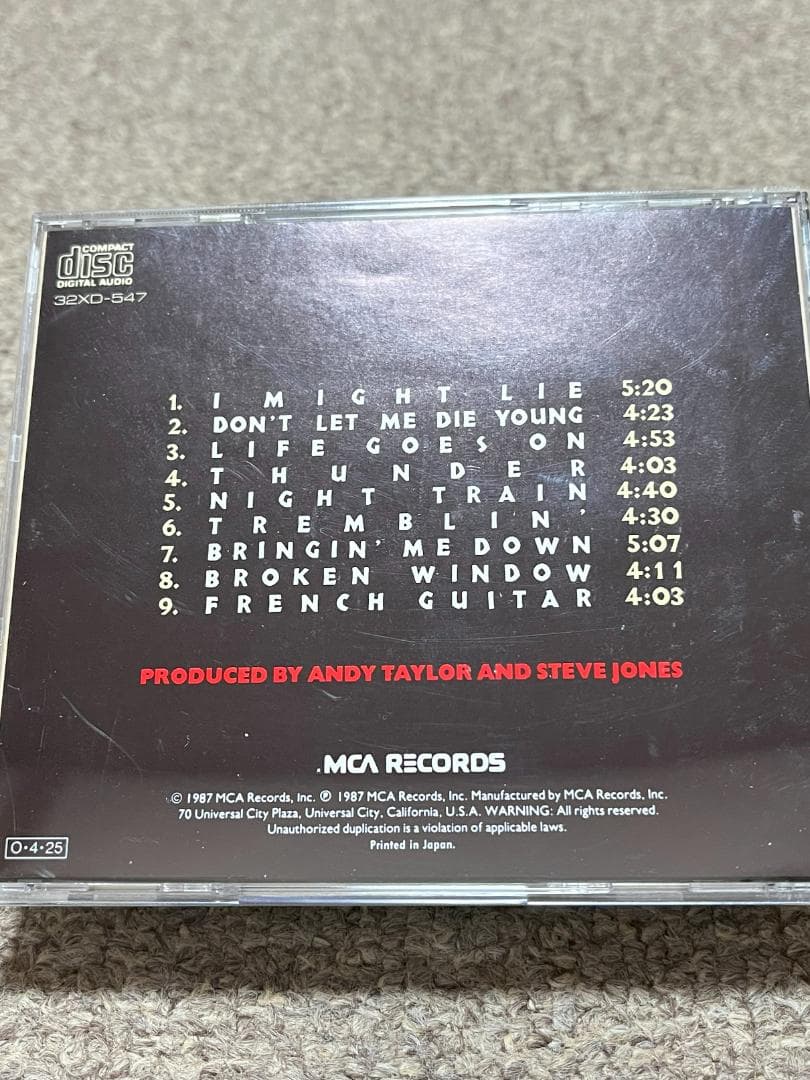 COMPACT
disc
DIGITAL AUDIO
32XD-547
1. I MIGHT LIE 5:20
2. DON'T LET ME DIE YOUNG 4:23
3. LIFE GOES ON 4:53
4. THUNDER 4:03
5. NIGHT TRAIN 4:40
6. TREMBLIN' 4:30
7. BRINGIN' ME DOWN 5:07
8. BROKEN WINDOW 4:11
9. FRENCH GUITAR 4:03
PRODUCED BY ANDY TAYLOR AND STEVE JONES
MCA RECORDS
© 1987 MCA Records, Inc. ℗ 1987 MCA Records, Inc. Manufactured by MCA Records, Inc.
70 Universal City Plaza, Universal City, California, U.S.A. WARNING: All rights reserved.
Unauthorized duplication is a violation of applicable laws.
Printed in Japan.
O·4·25